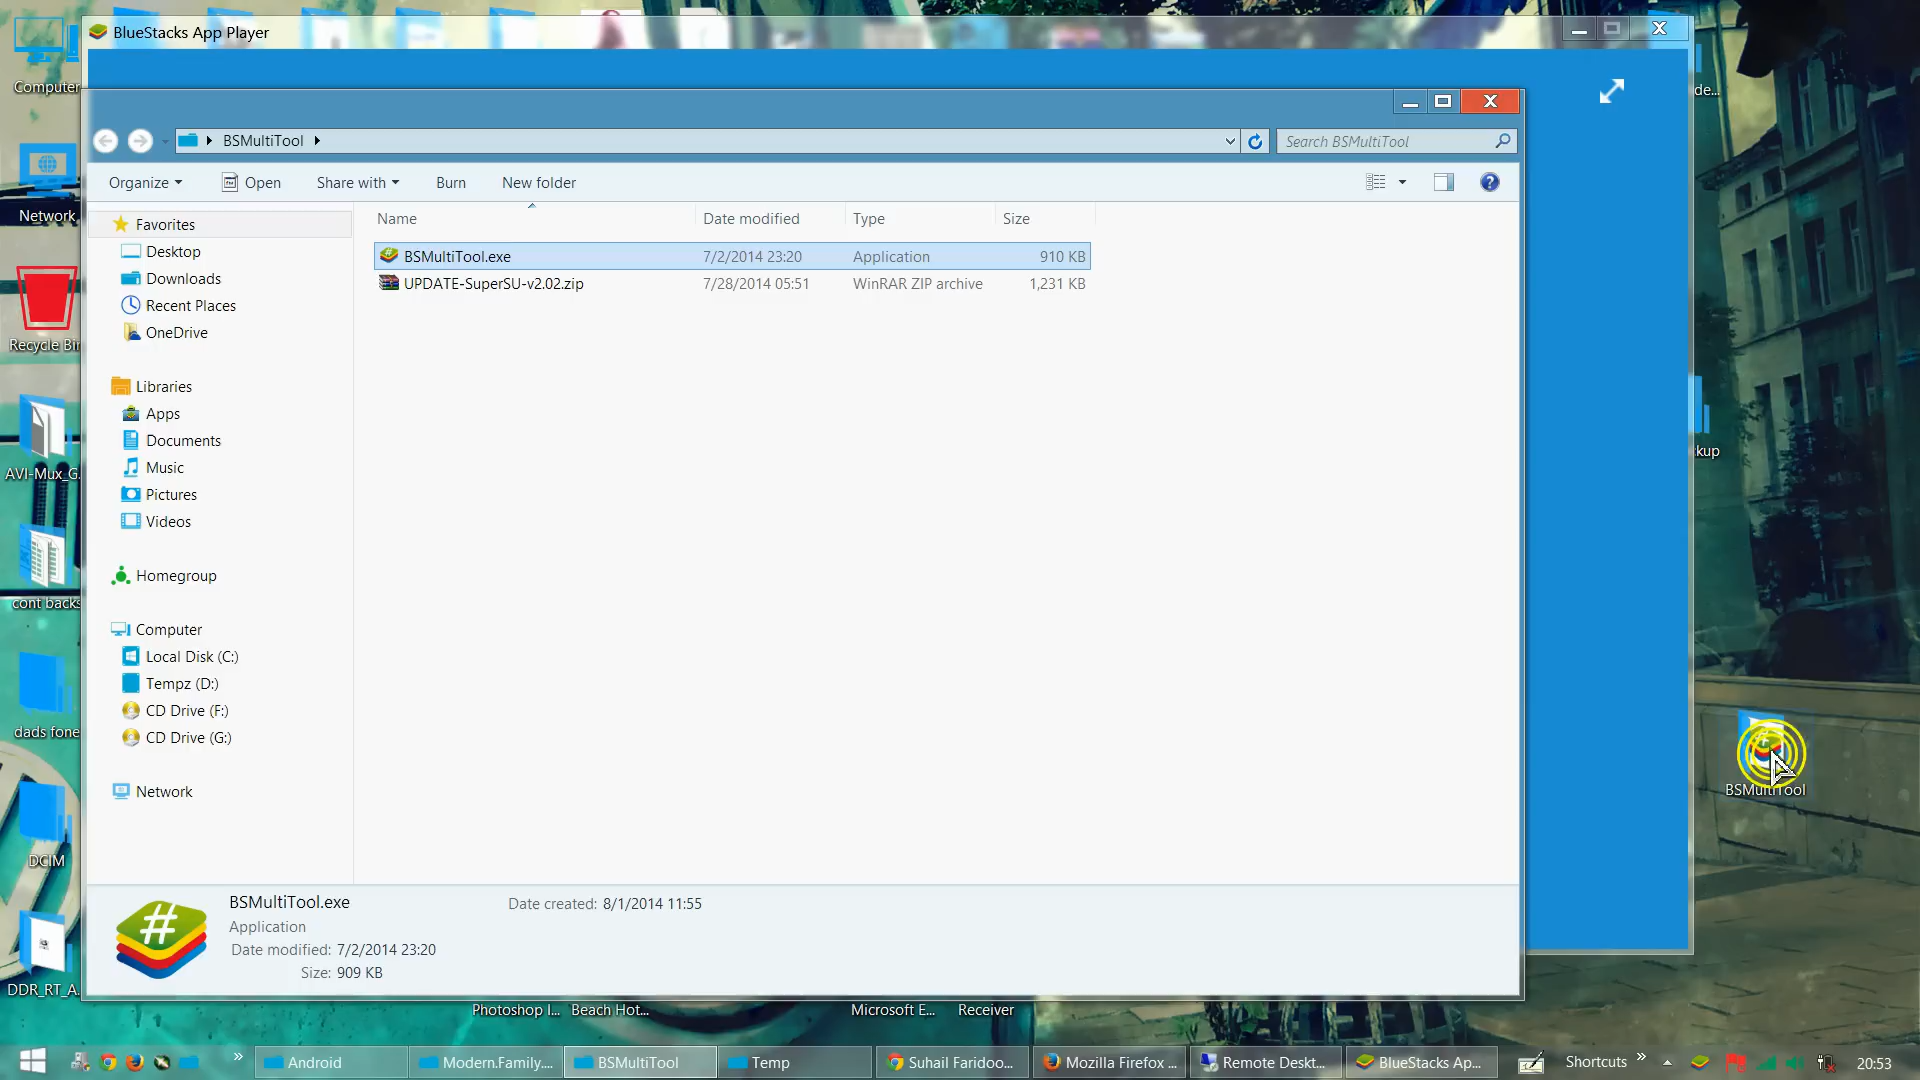 BlueStacks App Player
Computer
de...
BSMultiTool
Search BSMultiTool
Organize
Open
Share with
Burn
New folder
Network
Name
Date modified
Type
Size
Favorites
Desktop
Downloads
Recent Places
OneDrive
BSMultiTool.exe
7/2/2014 23:20
Application
910 KB
UPDATE-SuperSU-v2.02.zip
7/28/2014 05:51
WinRAR ZIP archive
1,231 KB
Recycle Bin
Libraries
Apps
Documents
Music
Pictures
Videos
kup
AVI-Mux_G.
Homegroup
cont backs
Computer
Local Disk (C:)
Tempz (D:)
CD Drive (F:)
CD Drive (G:)
dads fone
Network
BSMultiTool
DCIM
BSMultiTool.exe
Date created: 8/1/2014 11:55
Application
Date modified: 7/2/2014 23:20
Size: 909 KB
DDR_RT_A.
Photoshop I...
Beach Hot...
Microsoft E...
Receiver
»
Android
Modern.Family....
BSMultiTool
Temp
Suhail Faridoo...
Mozilla Firefox ...
Remote Deskt...
BlueStacks Ap...
Shortcuts
»
20:53